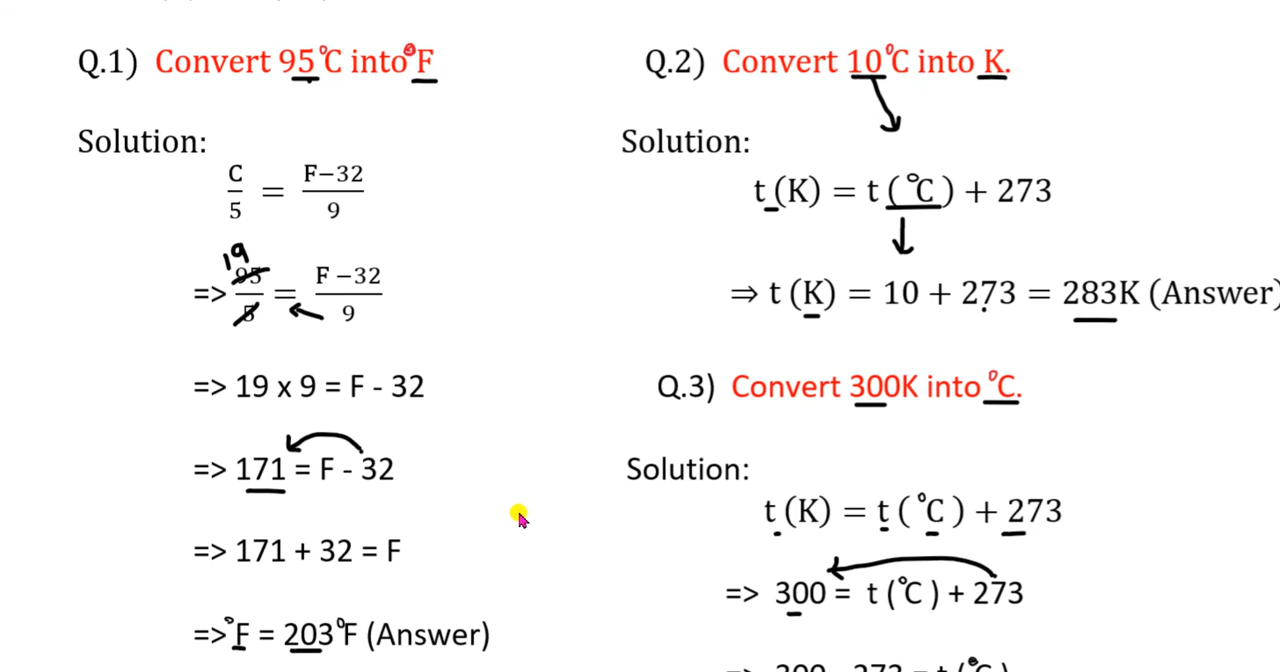 Q.1) Convert 95°C into °F
Solution:
C/5 = F−32/9
19
=> 95/5 = F −32/9
=> 19 x 9 = F - 32
=> 171 = F - 32
=> 171 + 32 = F
=> °F = 203°F (Answer)
Q.2) Convert 10°C into K.
Solution:
t (K) = t (°C) + 273
⇒ t (K) = 10 + 273 = 283K (Answer)
Q.3) Convert 300K into °C.
Solution:
t (K) = t (°C) + 273
=> 300 = t (°C) + 273
=> 300 - 273 = t (°C)